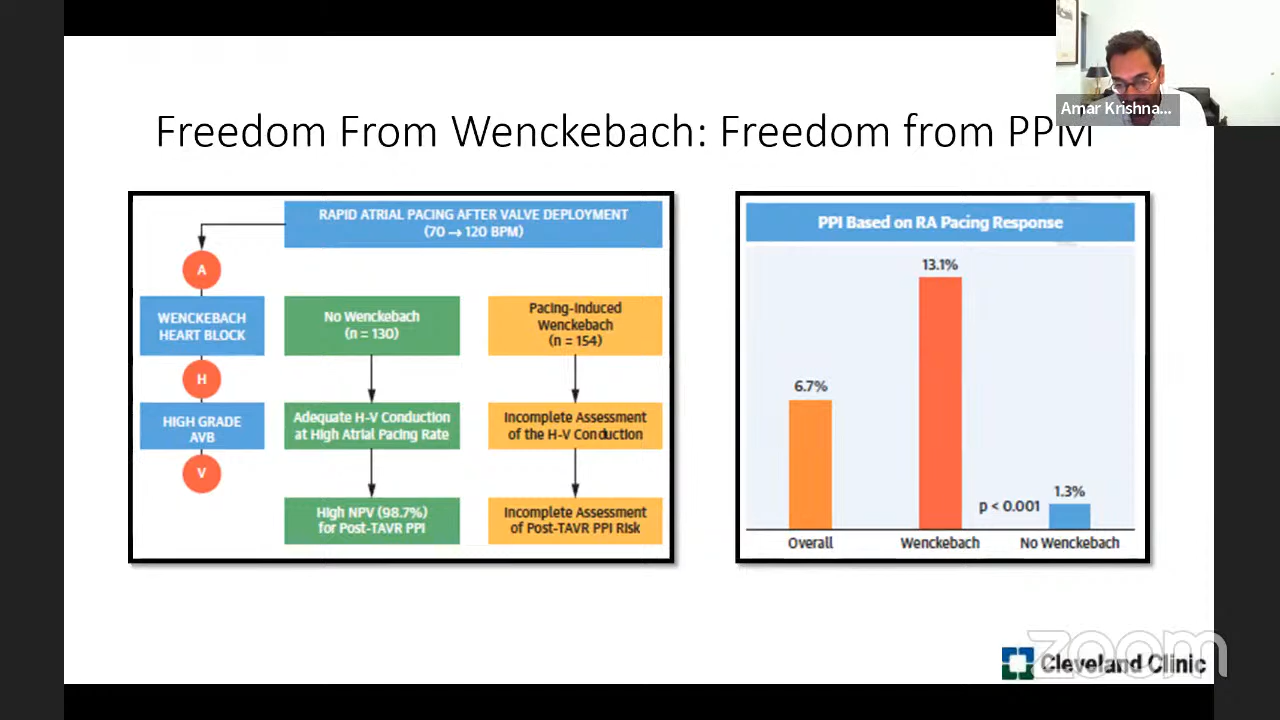 Amar Krishna...
Freedom From Wenckebach: Freedom from PPM
RAPID ATRIAL PACING AFTER VALVE DEPLOYMENT
(70 → 120 BPM)
A
WENCKEBACH
HEART BLOCK
H
HIGH GRADE
AVB
V
No Wenckebach
(n = 130)
Adequate H-V Conduction
at High Atrial Pacing Rate
High NPV (98.7%)
for Post-TAVR PPI
Pacing-Induced
Wenckebach
(n = 154)
Incomplete Assessment
of the H-V Conduction
Incomplete Assessment
of Post-TAVR PPI Risk
PPI Based on RA Pacing Response
13.1%
6.7%
1.3%
p < 0.001
Overall
Wenckebach
No Wenckebach
zoom
Cleveland Clinic